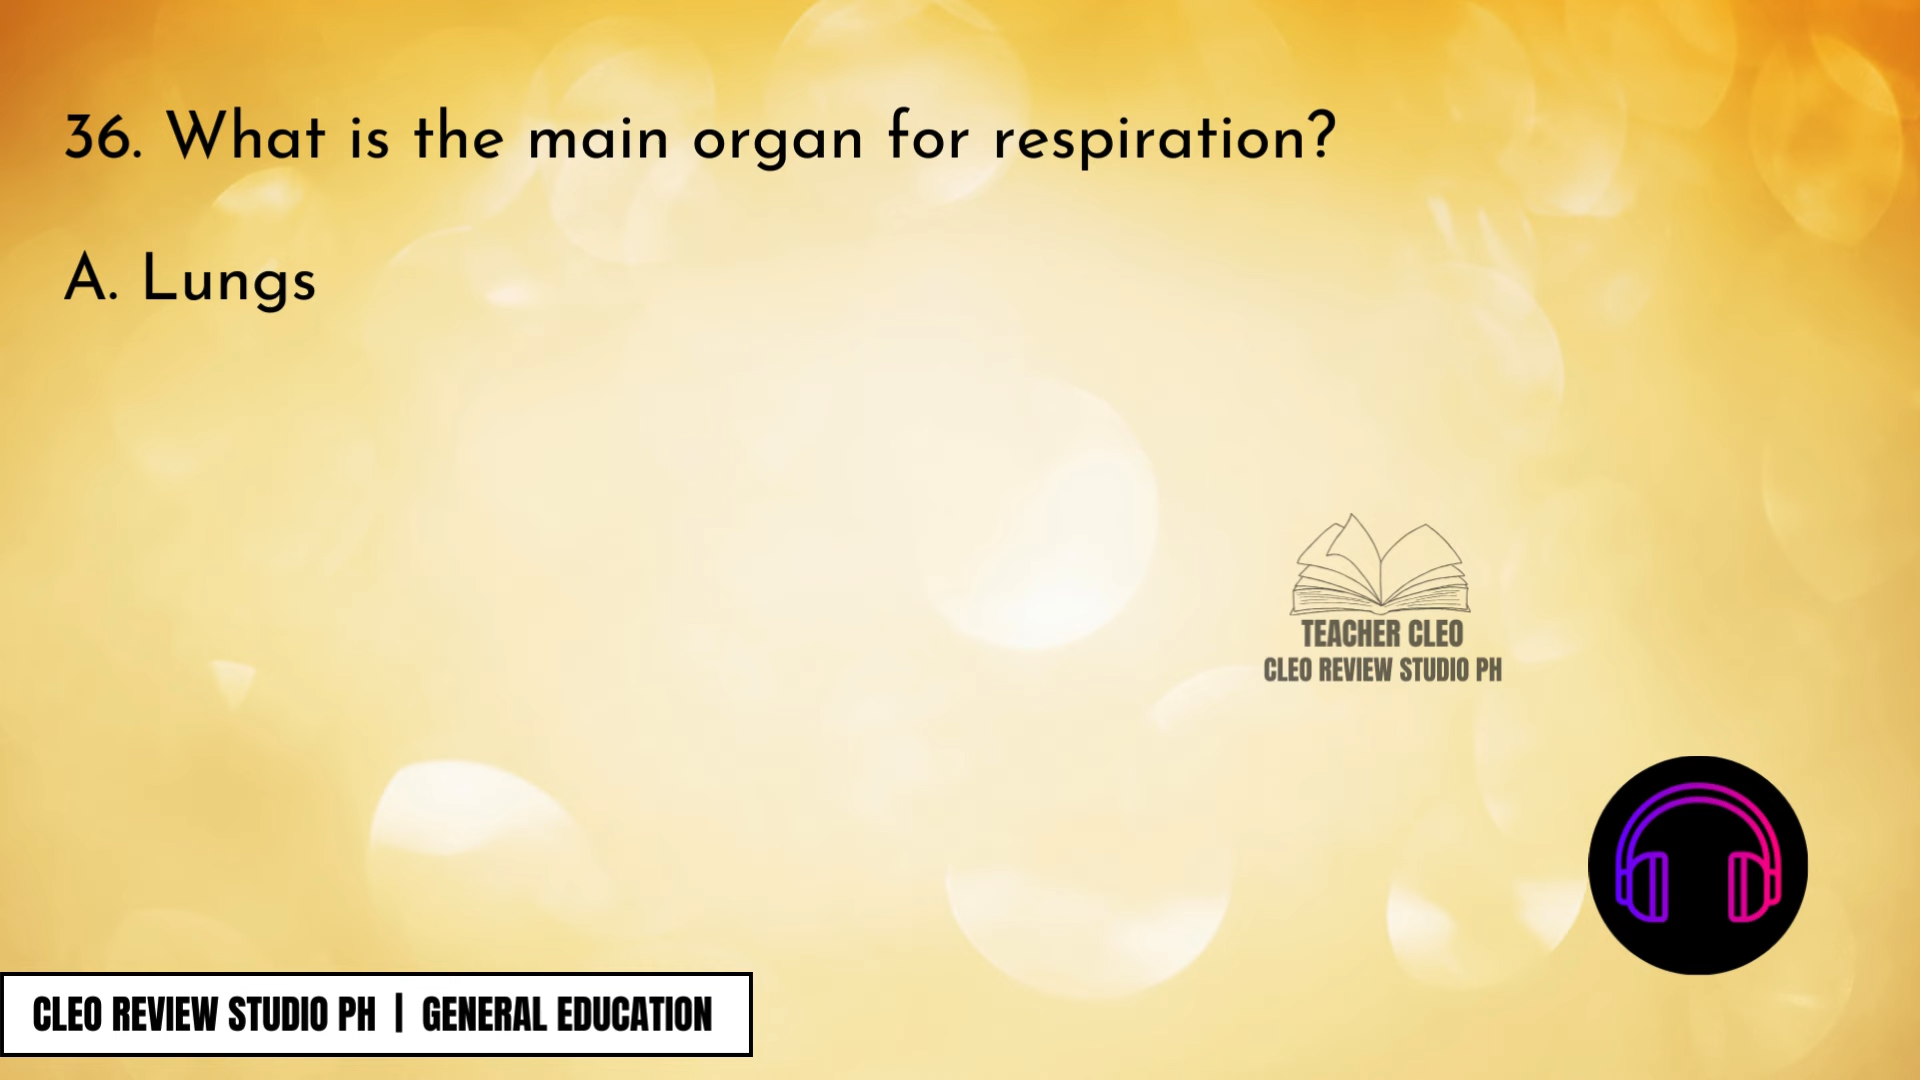 36. What is the main organ for respiration?
A. Lungs
TEACHER CLEO
CLEO REVIEW STUDIO PH
CLEO REVIEW STUDIO PH | GENERAL EDUCATION